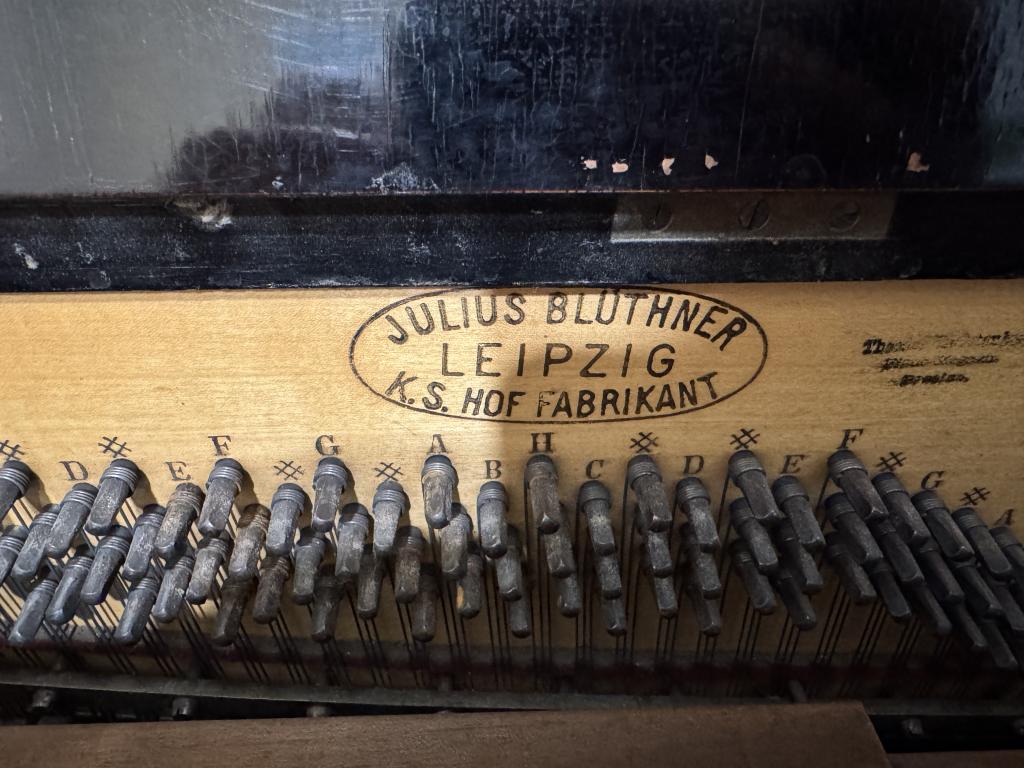 JULIUS BLÜTHNER
LEIPZIG
K. S. HOF FABRIKANT
# D # E F # G # A B H C # D # E F # G # A